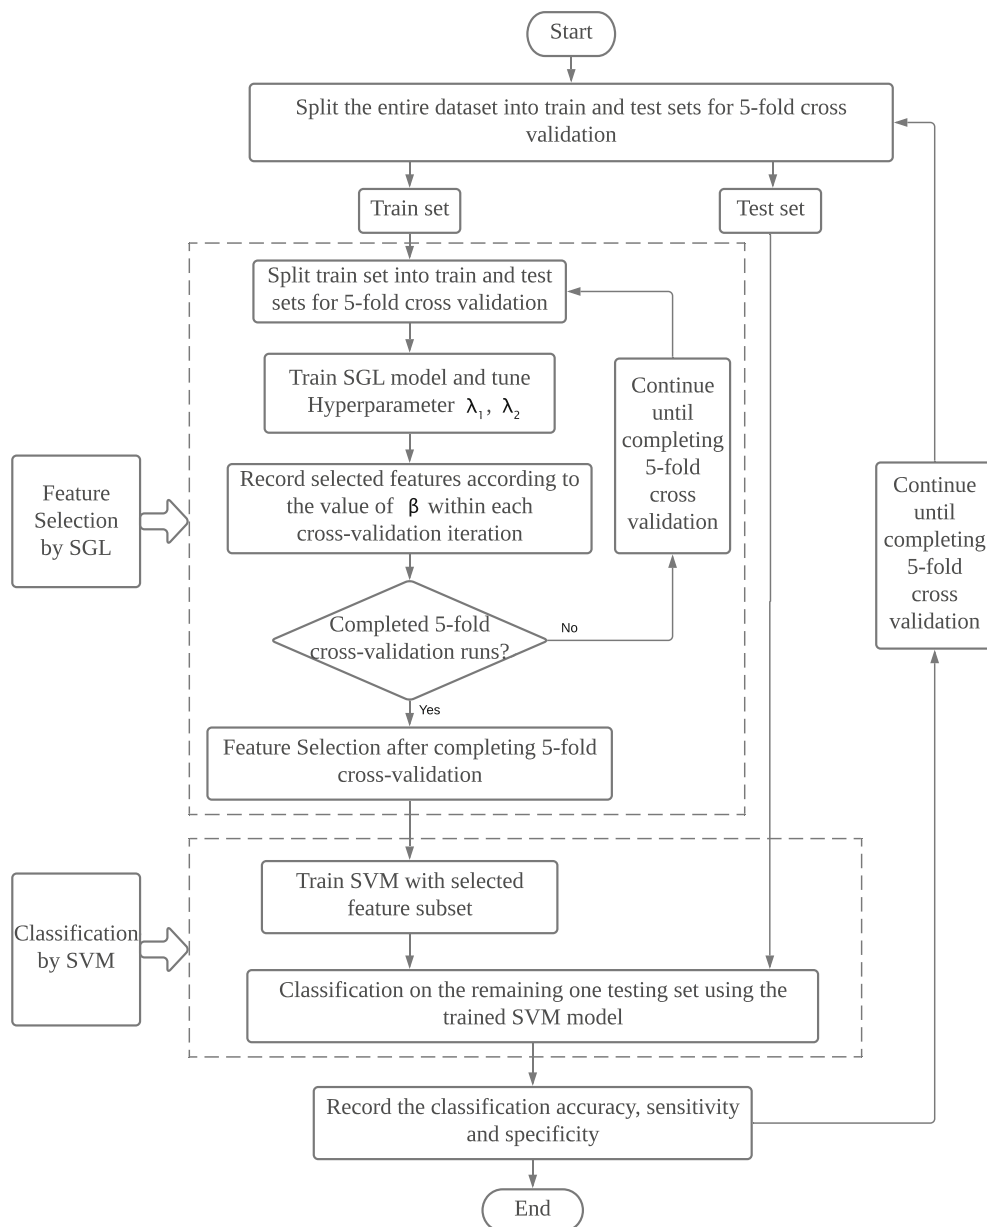 Start
Split the entire dataset into train and test sets for 5-fold cross
validation
Train set
Test set
Split train set into train and test
sets for 5-fold cross validation
Train SGL model and tune
Hyperparameter λ₁, λ₂
Continue
until
completing
5-fold
cross
validation
Record selected features according to
the value of β within each
cross-validation iteration
Feature
Selection
by SGL
Continue
until
completing
5-fold
cross
validation
Completed 5-fold
cross-validation runs?
No
Yes
Feature Selection after completing 5-fold
cross-validation
Train SVM with selected
feature subset
Classification
by SVM
Classification on the remaining one testing set using the
trained SVM model
Record the classification accuracy, sensitivity
and specificity
End